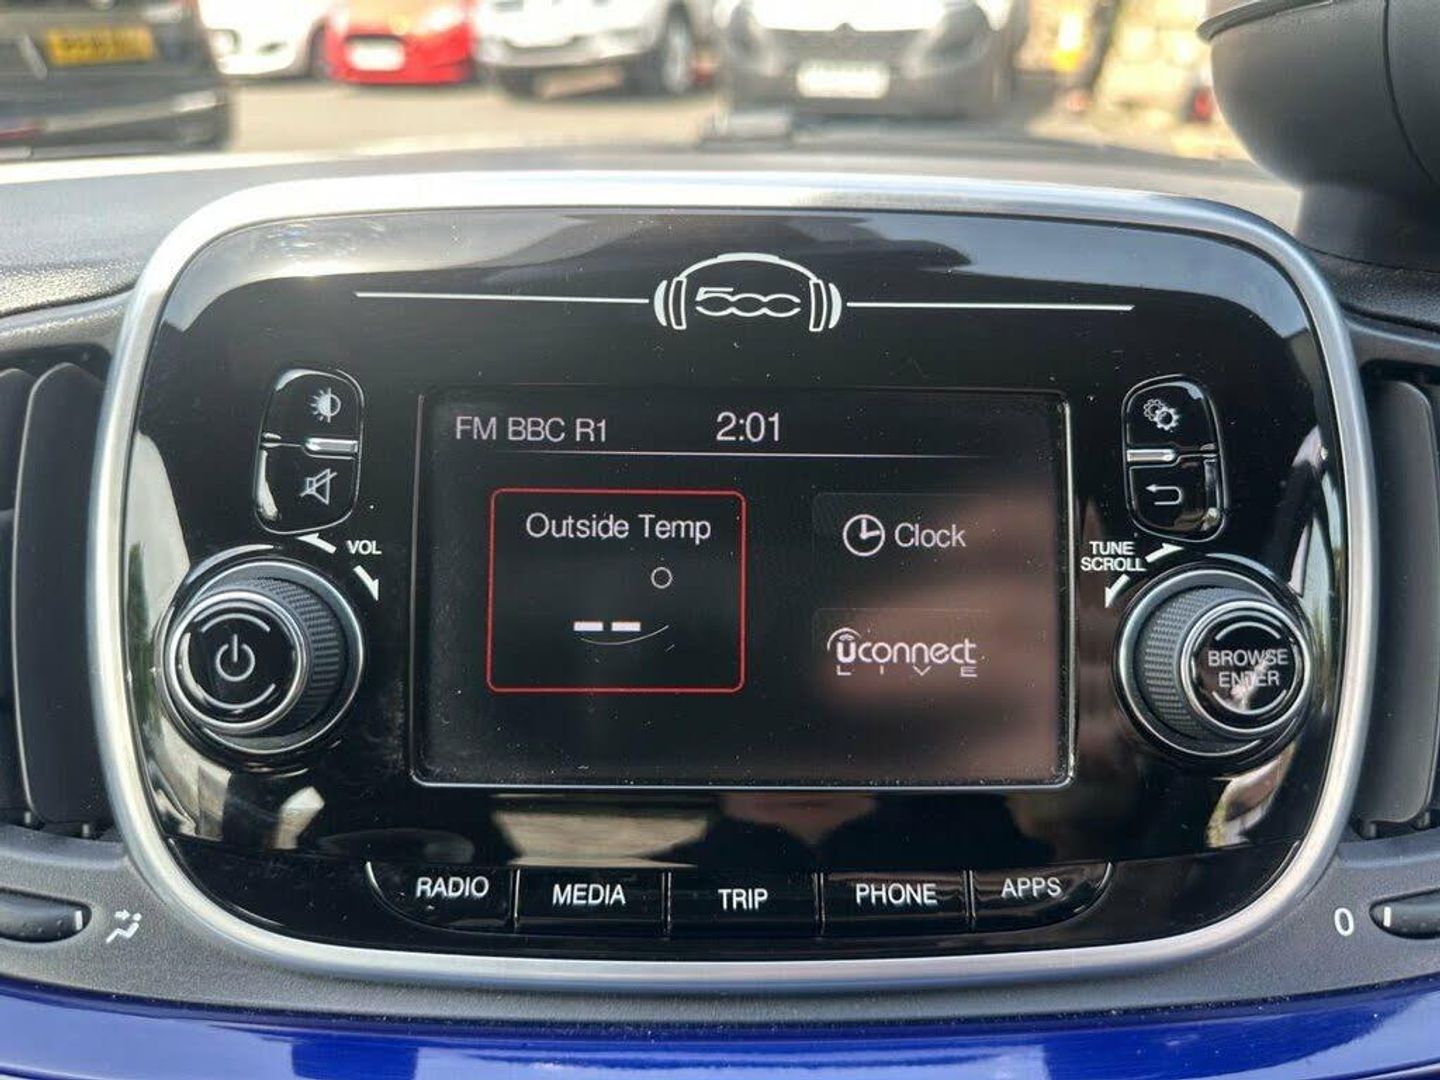 500
FM BBC R1 2:01
Outside Temp
-- °
Clock
uconnect
LIVE
VOL
TUNE
SCROLL
BROWSE
ENTER
RADIO MEDIA TRIP PHONE APPS
0